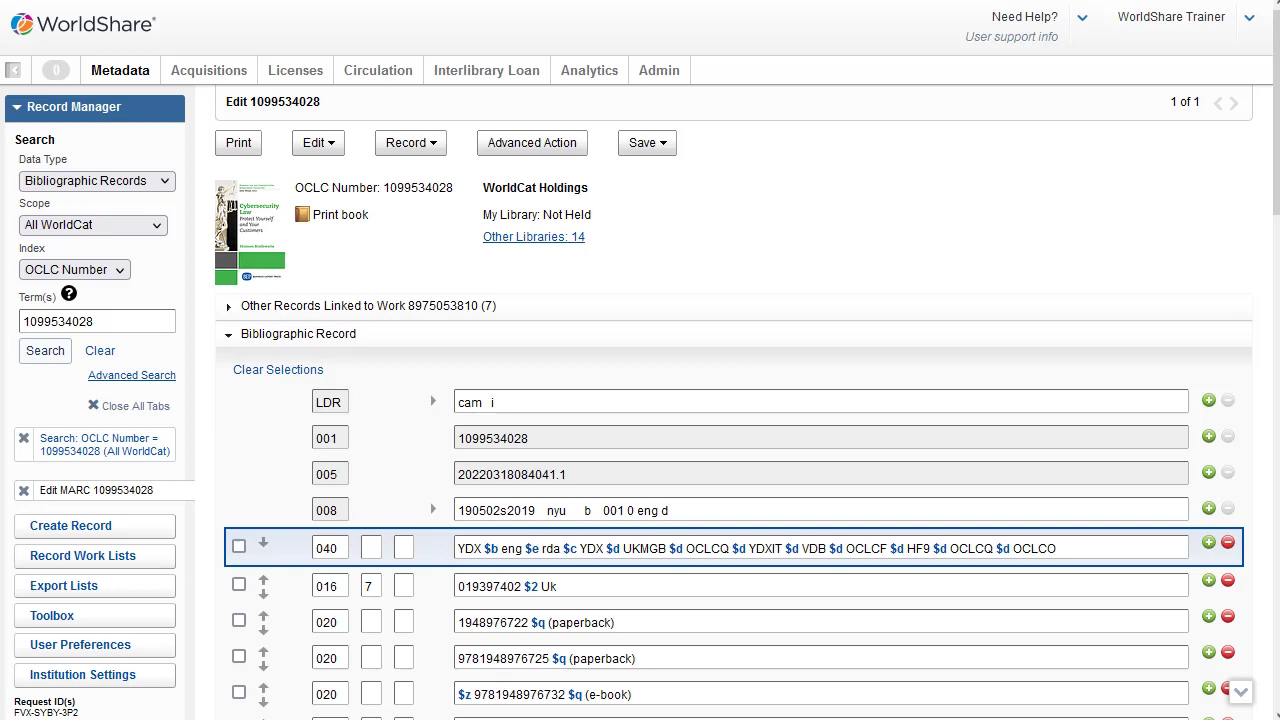 WorldShare®
Need Help?
User support info
WorldShare Trainer
0
Metadata
Acquisitions
Licenses
Circulation
Interlibrary Loan
Analytics
Admin
Record Manager
Search
Data Type
Bibliographic Records
Scope
All WorldCat
Index
OCLC Number
Term(s) ?
1099534028
Search Clear
Advanced Search
Close All Tabs
Search: OCLC Number =
1099534028 (All WorldCat)
Edit MARC 1099534028
Create Record
Record Work Lists
Export Lists
Toolbox
User Preferences
Institution Settings
Request ID(s)
FVX-SYBY-3P2
Edit 1099534028
1 of 1
Print Edit Record Advanced Action Save
Cybersecurity
Law
Protect Yourself
and Your
Customers
OCLC Number: 1099534028
Print book
WorldCat Holdings
My Library: Not Held
Other Libraries: 14
Other Records Linked to Work 8975053810 (7)
Bibliographic Record
Clear Selections
LDR cam i
001 1099534028
005 20220318084041.1
008 190502s2019 nyu b 001 0 eng d
040 YDX $b eng $e rda $c YDX $d UKMGB $d OCLCQ $d YDXIT $d VDB $d OCLCF $d HF9 $d OCLCQ $d OCLCO
016 7 019397402 $2 Uk
020 1948976722 $q (paperback)
020 9781948976725 $q (paperback)
020 $z 9781948976732 $q (e-book)